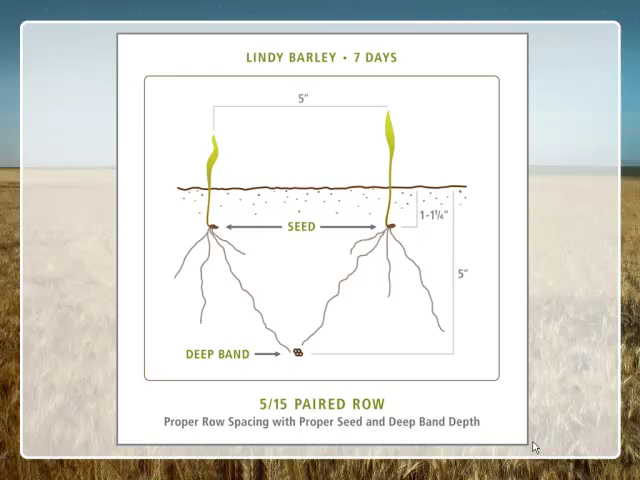 LINDY BARLEY • 7 DAYS
5"
SEED
1-1¼"
5"
DEEP BAND
5/15 PAIRED ROW
Proper Row Spacing with Proper Seed and Deep Band Depth